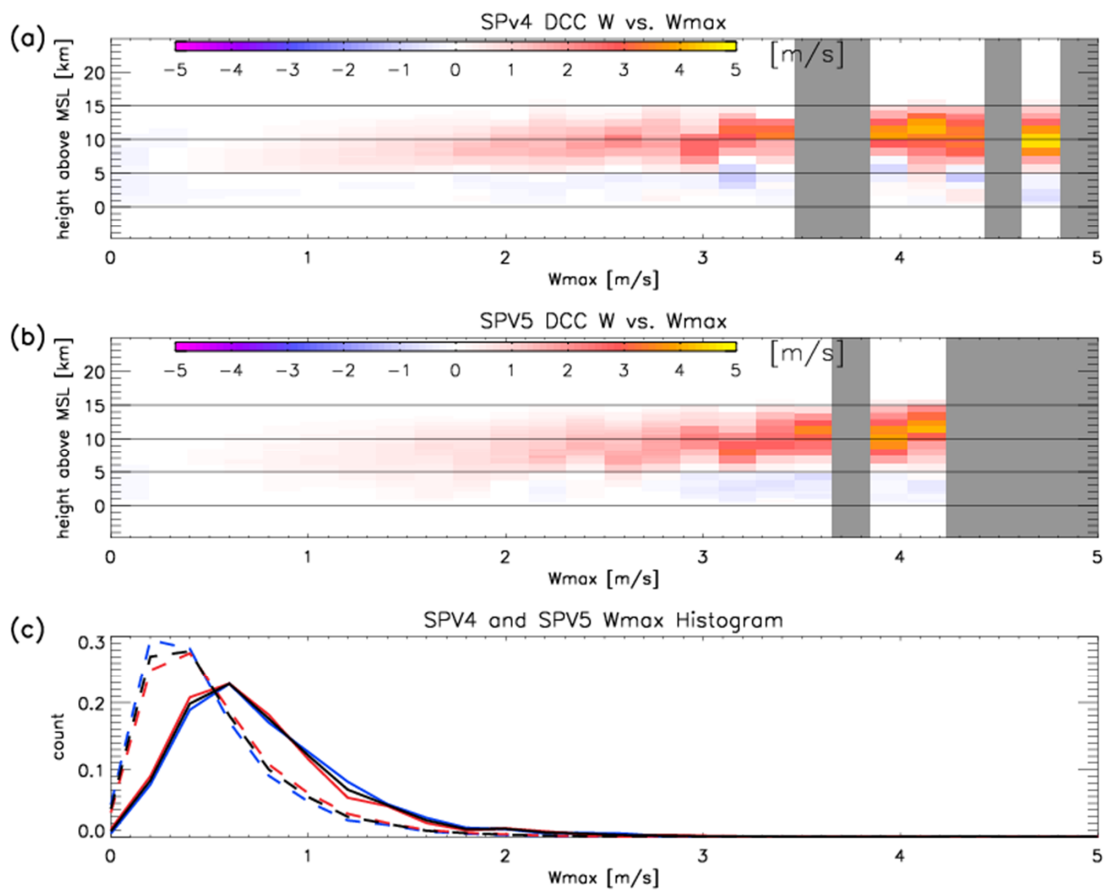 (a)
SPv4 DCC W vs. Wmax
[m/s]
-5 -4 -3 -2 -1 0 1 2 3 4 5
height above MSL [km]
20
15
10
5
0
0 1 2 3 4 5
Wmax [m/s]
(b)
SPV5 DCC W vs. Wmax
[m/s]
-5 -4 -3 -2 -1 0 1 2 3 4 5
height above MSL [km]
20
15
10
5
0
0 1 2 3 4 5
Wmax [m/s]
(c)
SPV4 and SPV5 Wmax Histogram
count
0.3
0.2
0.1
0.0
0 1 2 3 4 5
Wmax [m/s]